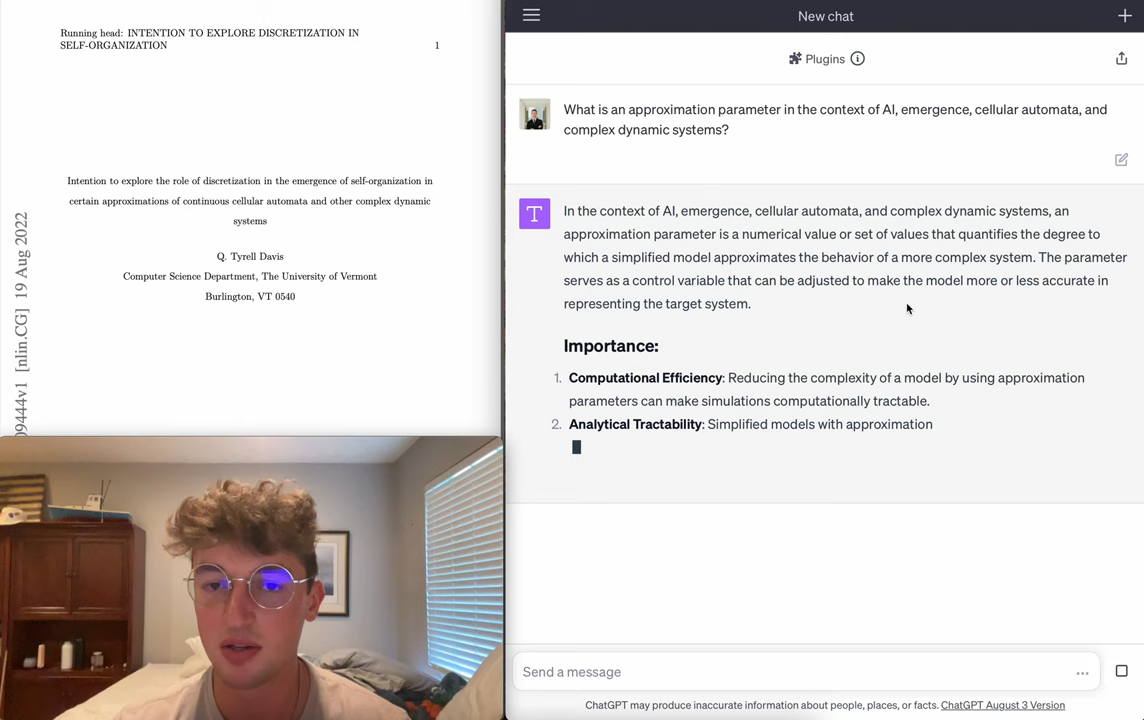 Running head: INTENTION TO EXPLORE DISCRETIZATION IN
SELF-ORGANIZATION 1
Intention to explore the role of discretization in the emergence of self-organization in
certain approximations of continuous cellular automata and other complex dynamic
systems
Q. Tyrell Davis
Computer Science Department, The University of Vermont
Burlington, VT 0540
09444v1 [nlin.CG] 19 Aug 2022
New chat
Plugins
What is an approximation parameter in the context of AI, emergence, cellular automata, and
complex dynamic systems?
T
In the context of AI, emergence, cellular automata, and complex dynamic systems, an
approximation parameter is a numerical value or set of values that quantifies the degree to
which a simplified model approximates the behavior of a more complex system. The parameter
serves as a control variable that can be adjusted to make the model more or less accurate in
representing the target system.
Importance:
1. Computational Efficiency: Reducing the complexity of a model by using approximation
parameters can make simulations computationally tractable.
2. Analytical Tractability: Simplified models with approximation
Send a message
ChatGPT may produce inaccurate information about people, places, or facts. ChatGPT August 3 Version